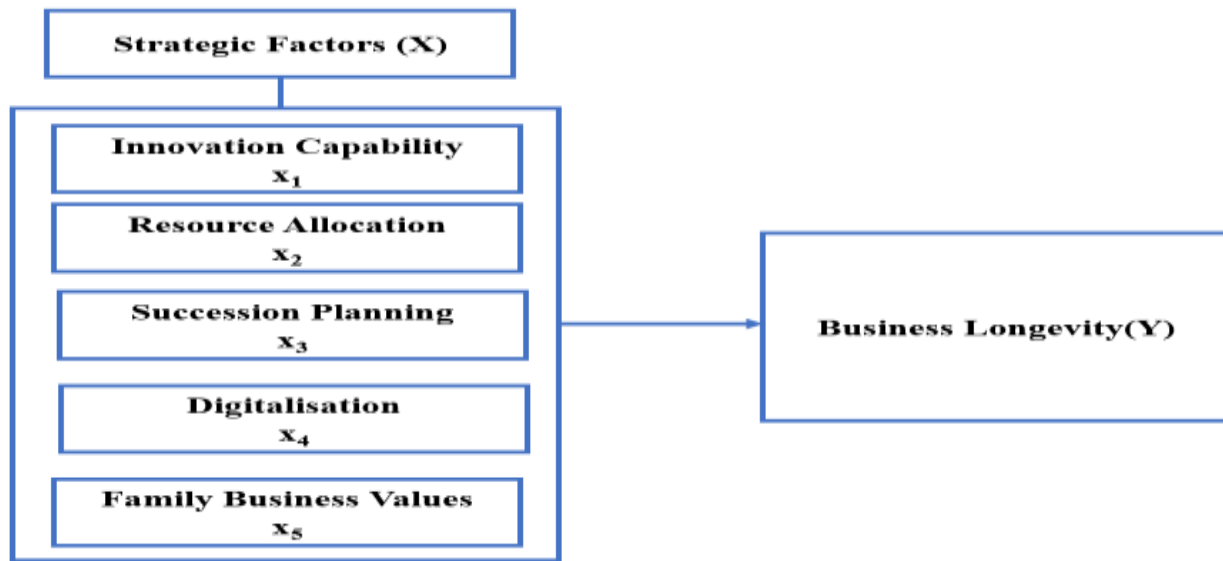 Strategic Factors (X)
Innovation Capability
x₁
Resource Allocation
x₂
Succession Planning
x₃
Digitalisation
x₄
Family Business Values
x₅
Business Longevity(Y)